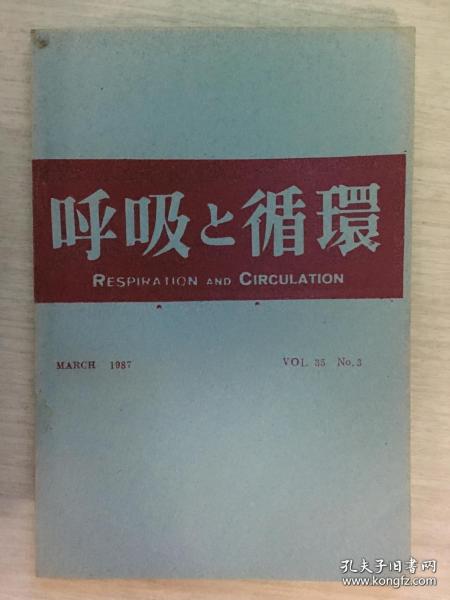 呼吸と循環
RESPIRATION AND CIRCULATION
MARCH 1987 VOL. 35 No. 3
孔夫子旧书网
www.kongfz.com